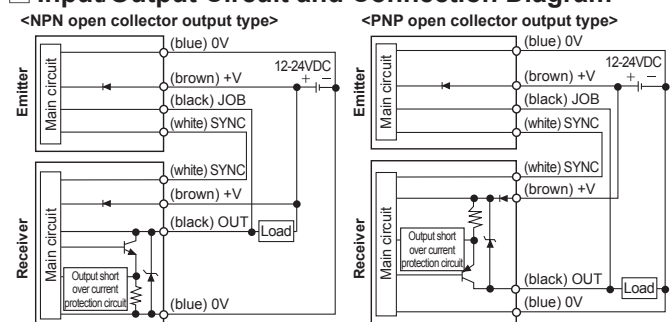 Input/Output Circuit and Connection Diagram
<NPN open collector output type>
Emitter
Main circuit
(blue) 0V
12-24VDC
(brown) +V
+ −
(black) JOB
(white) SYNC
Receiver
Main circuit
(white) SYNC
(brown) +V
(black) OUT
Load
Output short
over current
protection circuit
(blue) 0V
<PNP open collector output type>
Emitter
Main circuit
(blue) 0V
12-24VDC
(brown) +V
+ −
(black) JOB
(white) SYNC
Receiver
Main circuit
(white) SYNC
(brown) +V
Output short
over current
protection circuit
(black) OUT
Load
(blue) 0V